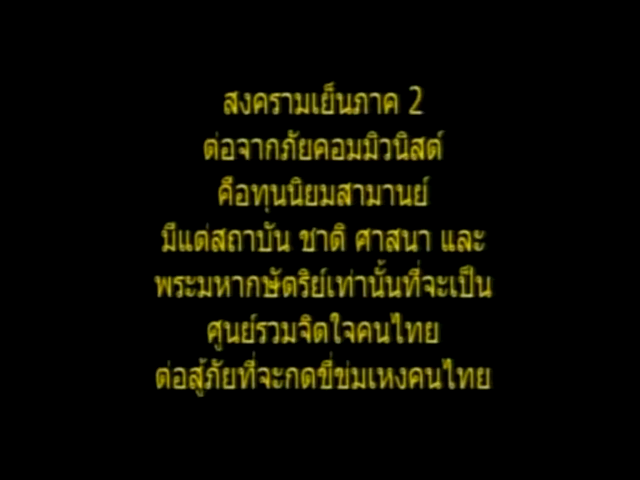 สงครามเย็นภาค 2
ต่อจากภัยคอมมิวนิสต์
คือทุนนิยมสามานย์
มีแต่สถาบัน ชาติ ศาสนา และ
พระมหากษัตริย์เท่านั้นที่จะเป็น
ศูนย์รวมจิตใจคนไทย
ต่อสู้ภัยที่จะกดขี่ข่มเหงคนไทย